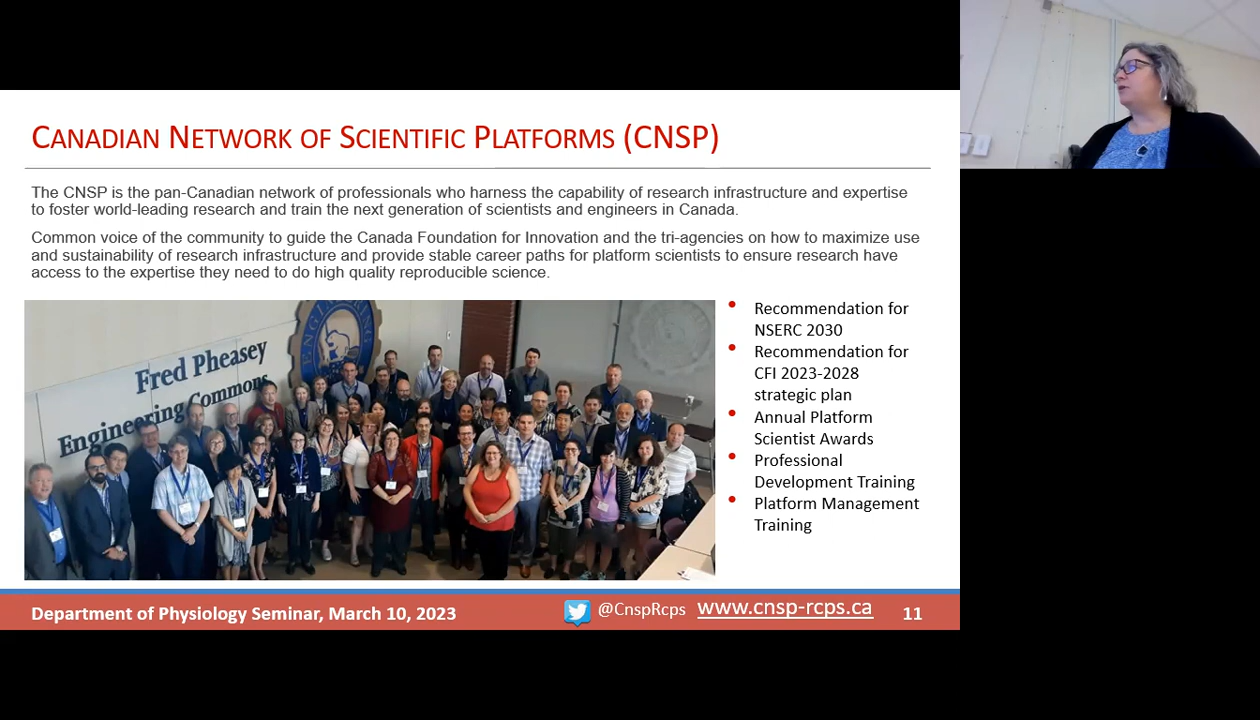 CANADIAN NETWORK OF SCIENTIFIC PLATFORMS (CNSP)
The CNSP is the pan-Canadian network of professionals who harness the capability of research infrastructure and expertise
to foster world-leading research and train the next generation of scientists and engineers in Canada.
Common voice of the community to guide the Canada Foundation for Innovation and the tri-agencies on how to maximize use
and sustainability of research infrastructure and provide stable career paths for platform scientists to ensure research have
access to the expertise they need to do high quality reproducible science.
ENGINEERING
Fred Pheasey
Engineering Commons
• Recommendation for
NSERC 2030
• Recommendation for
CFI 2023-2028
strategic plan
• Annual Platform
Scientist Awards
• Professional
Development Training
• Platform Management
Training
Department of Physiology Seminar, March 10, 2023
@CnspRcps
www.cnsp-rcps.ca
11